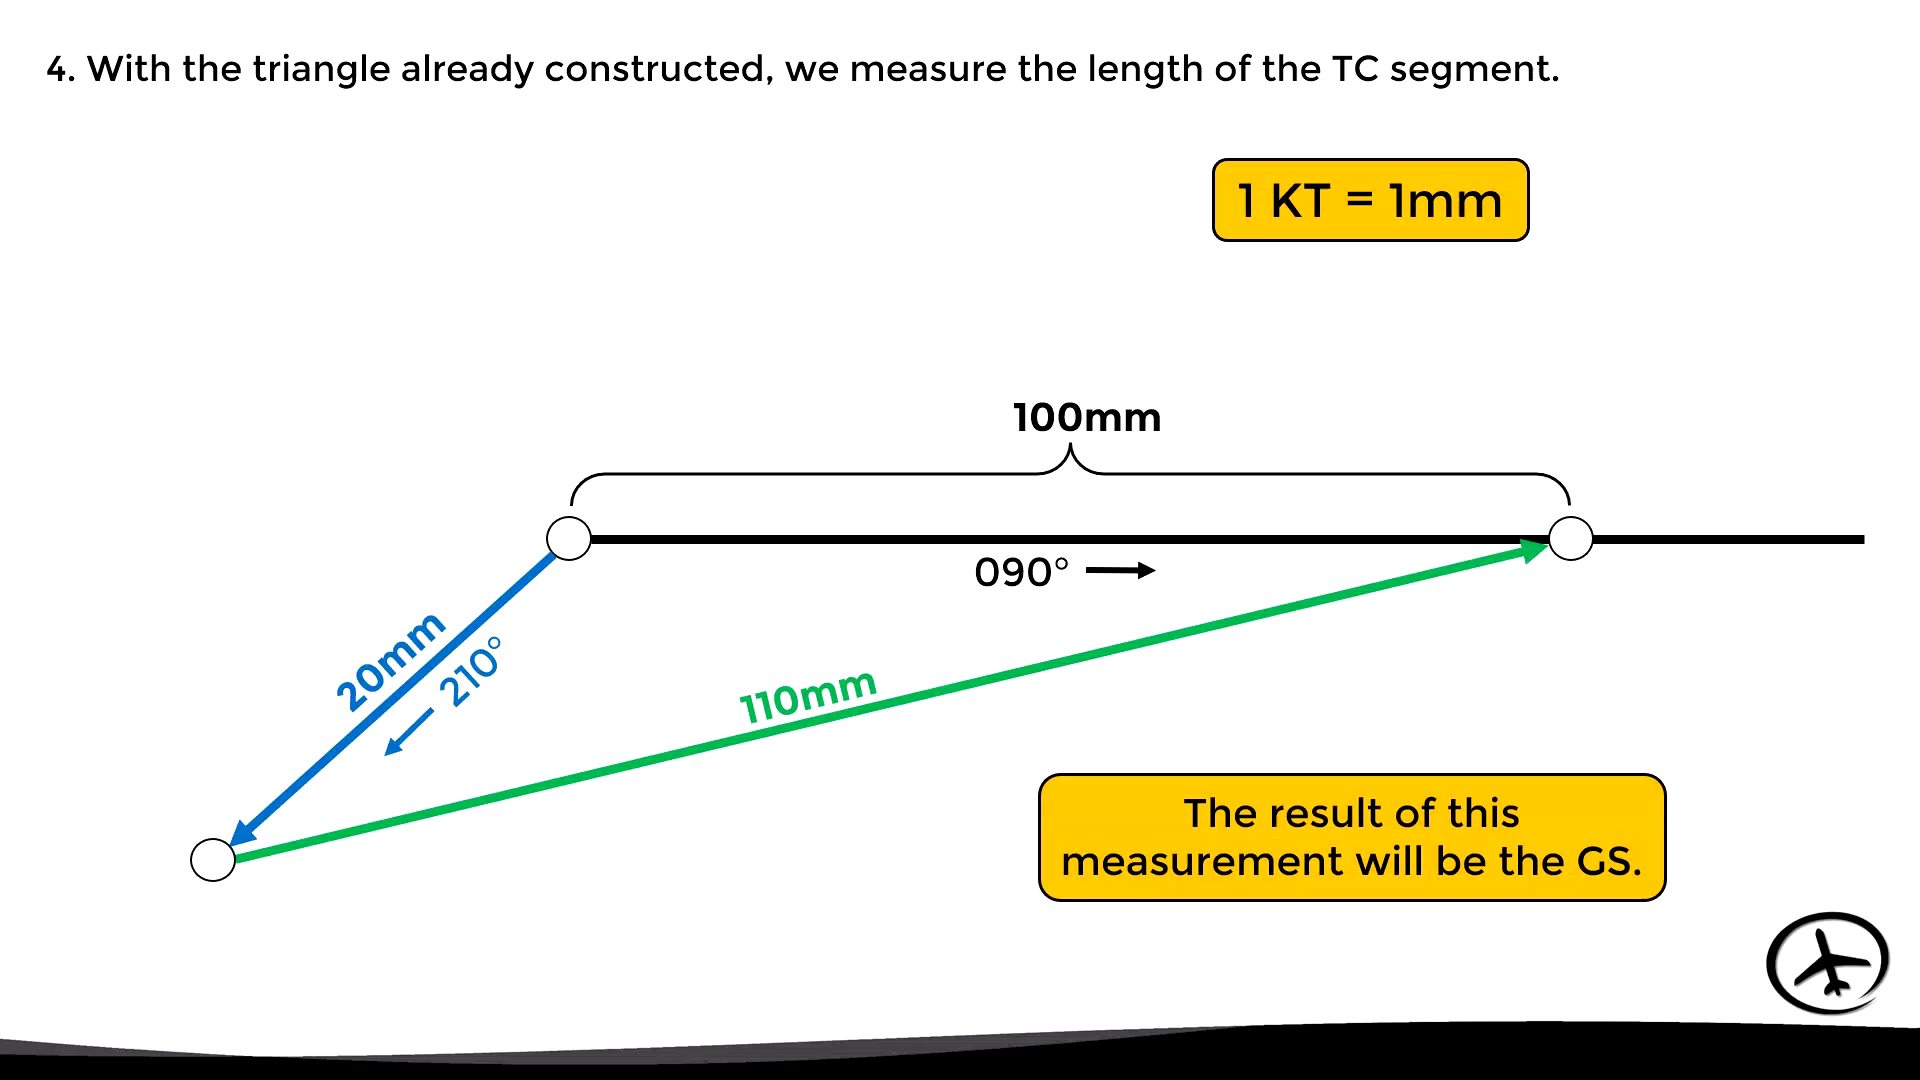 4. With the triangle already constructed, we measure the length of the TC segment.
1 KT = 1mm
100mm
090°
20mm
210°
110mm
The result of this
measurement will be the GS.